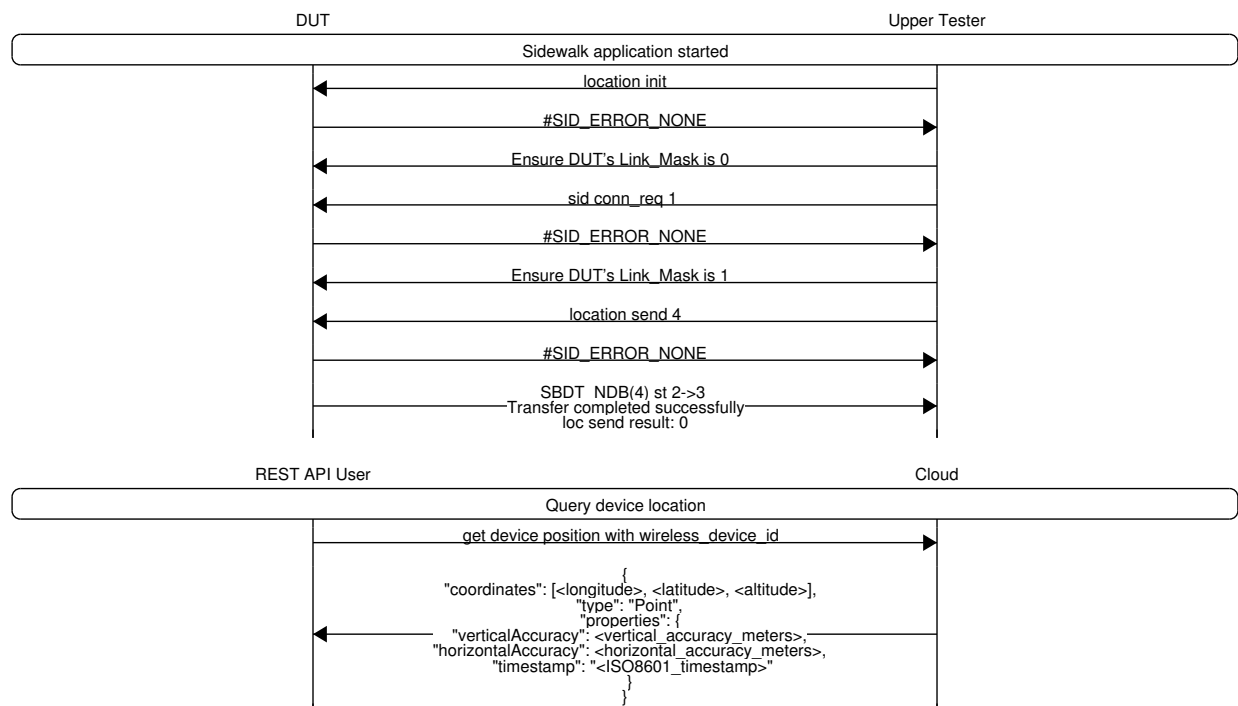 DUT Upper Tester
Sidewalk application started
location init
#SID_ERROR_NONE
Ensure DUT's Link_Mask is 0
sid conn_req 1
#SID_ERROR_NONE
Ensure DUT's Link_Mask is 1
location send 4
#SID_ERROR_NONE
SBDT_NDB(4) st 2->3
Transfer completed successfully
loc send result: 0
REST API User Cloud
Query device location
get device position with wireless_device_id
{
"coordinates": [<longitude>, <latitude>, <altitude>],
"type": "Point",
"properties": {
"verticalAccuracy": <vertical_accuracy_meters>,
"horizontalAccuracy": <horizontal_accuracy_meters>,
"timestamp": "<ISO8601_timestamp>"
}
}